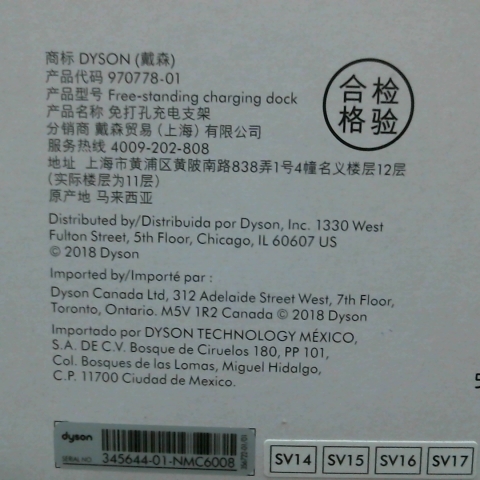 商标 DYSON (戴森)
产品代码 970778-01
产品型号 Free-standing charging dock
产品名称 免打孔充电支架
分销商 戴森贸易 (上海) 有限公司
服务热线 4009-202-808
地址 上海市黄浦区黄陂南路838弄1号4幢名义楼层12层
(实际楼层为11层)
原产地 马来西亚
合检
格验
Distributed by/Distribuida por Dyson, Inc. 1330 West
Fulton Street, 5th Floor, Chicago, IL 60607 US
© 2018 Dyson
Imported by/Importé par :
Dyson Canada Ltd, 312 Adelaide Street West, 7th Floor,
Toronto, Ontario. M5V 1R2 Canada © 2018 Dyson
Importado por DYSON TECHNOLOGY MÉXICO,
S.A. DE C.V. Bosque de Ciruelos 180, PP 101,
Col. Bosques de las Lomas, Miguel Hidalgo,
C.P. 11700 Ciudad de Mexico.
dyson
SERIAL NO
345644-01-NMC6008
SV14 SV15 SV16 SV17